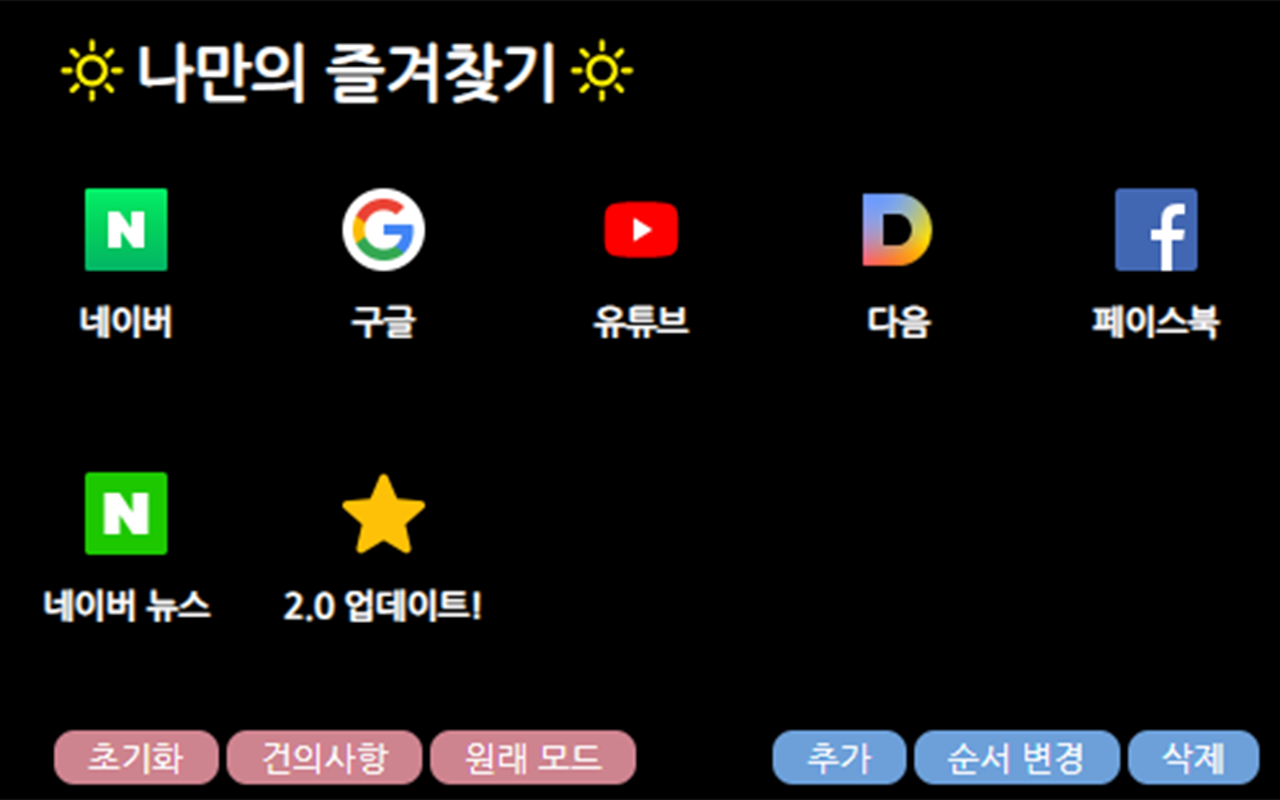 나만의 즐겨찾기
네이버 구글 유튜브 다음 페이스북
네이버 뉴스 2.0 업데이트!
초기화 건의사항 원래 모드 추가 순서 변경 삭제